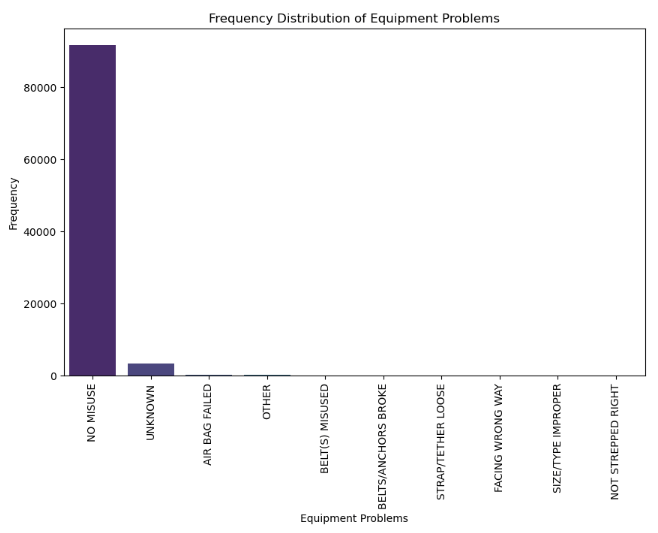 Frequency Distribution of Equipment Problems
Frequency
80000
60000
40000
20000
0
NO MISUSE
UNKNOWN
AIR BAG FAILED
OTHER
BELT(S) MISUSED
BELTS/ANCHORS BROKE
STRAP/TETHER LOOSE
FACING WRONG WAY
SIZE/TYPE IMPROPER
NOT STREPPED RIGHT
Equipment Problems